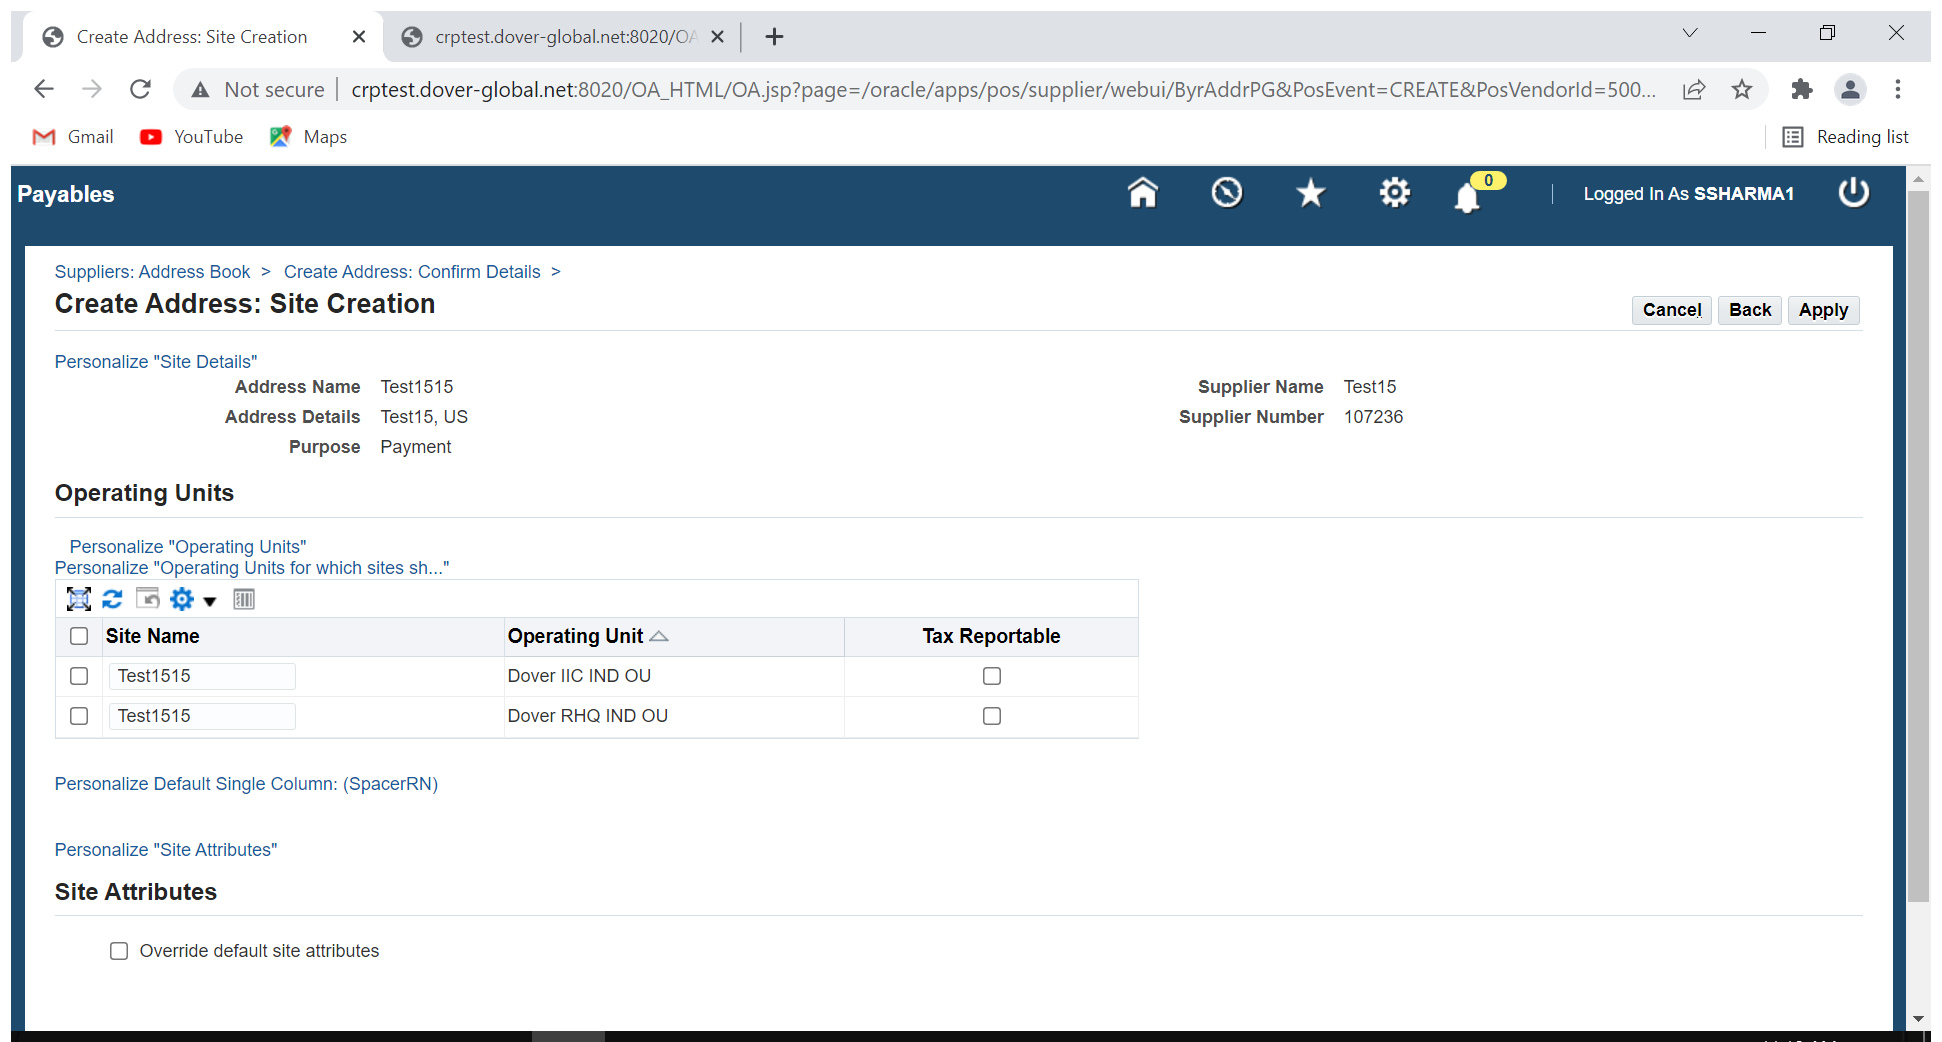 Create Address: Site Creation
crptest.dover-global.net:8020/OA
Not secure
crptest.dover-global.net:8020/OA_HTML/OA.jsp?page=/oracle/apps/pos/supplier/webui/ByrAddrPG&PosEvent=CREATE&PosVendorId=500...
Gmail YouTube Maps Reading list
Payables 0 Logged In As SSHARMA1
Suppliers: Address Book > Create Address: Confirm Details >
Create Address: Site Creation
Cancel Back Apply
Personalize "Site Details"
Address Name Test1515 Supplier Name Test15
Address Details Test15, US Supplier Number 107236
Purpose Payment
Operating Units
Personalize "Operating Units"
Personalize "Operating Units for which sites sh..."
Site Name Operating Unit Tax Reportable
Test1515 Dover IIC IND OU
Test1515 Dover RHQ IND OU
Personalize Default Single Column: (SpacerRN)
Personalize "Site Attributes"
Site Attributes
Override default site attributes